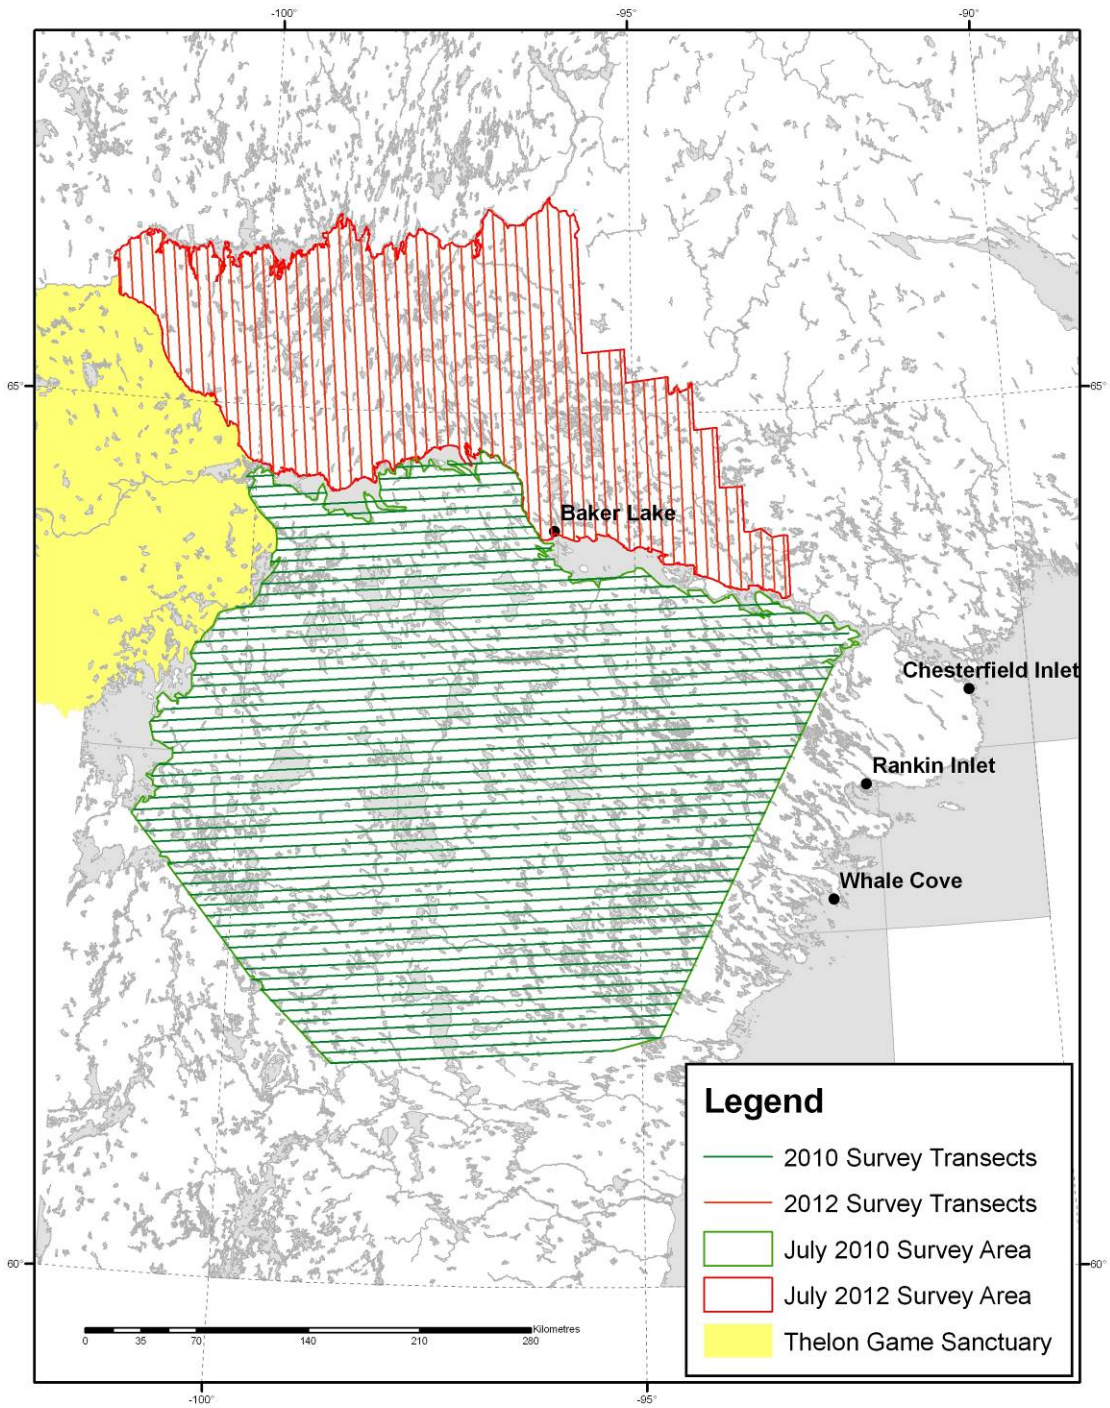 -100°
-95°
-90°
65°
65°
Baker Lake
Chesterfield Inlet
Rankin Inlet
Whale Cove
Legend
2010 Survey Transects
2012 Survey Transects
July 2010 Survey Area
July 2012 Survey Area
Thelon Game Sanctuary
60°
60°
Kilometres
0 35 70 140 210 280
-100°
-95°